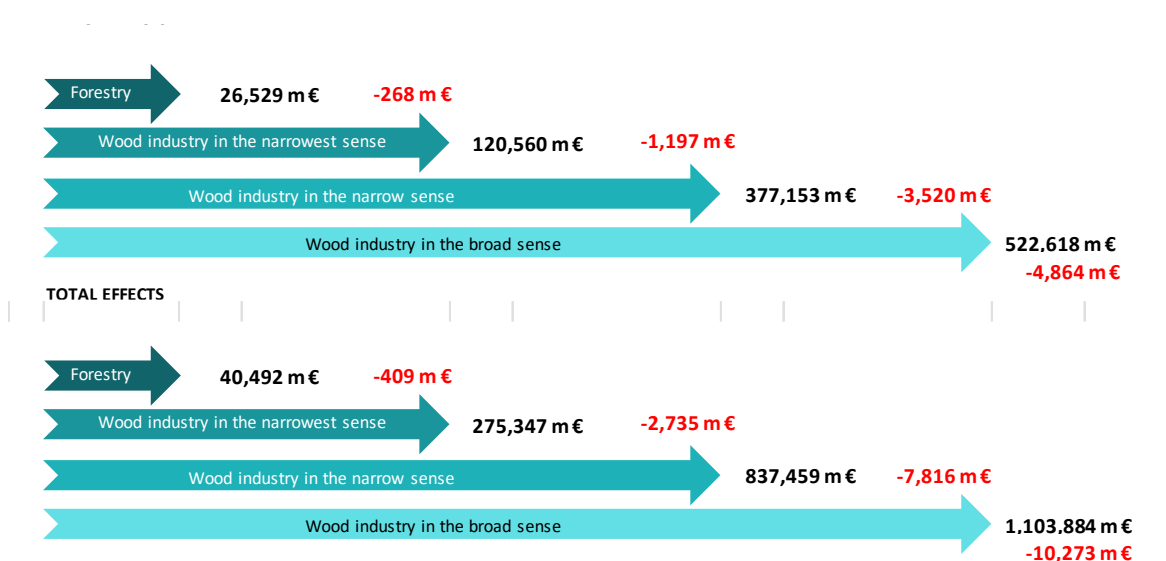 Forestry 26,529 m € -268 m €
Wood industry in the narrowest sense 120,560 m € -1,197 m €
Wood industry in the narrow sense 377,153 m € -3,520 m €
Wood industry in the broad sense 522,618 m €
-4,864 m €
TOTAL EFFECTS
Forestry 40,492 m € -409 m €
Wood industry in the narrowest sense 275,347 m € -2,735 m €
Wood industry in the narrow sense 837,459 m € -7,816 m €
Wood industry in the broad sense 1,103,884 m €
-10,273 m €